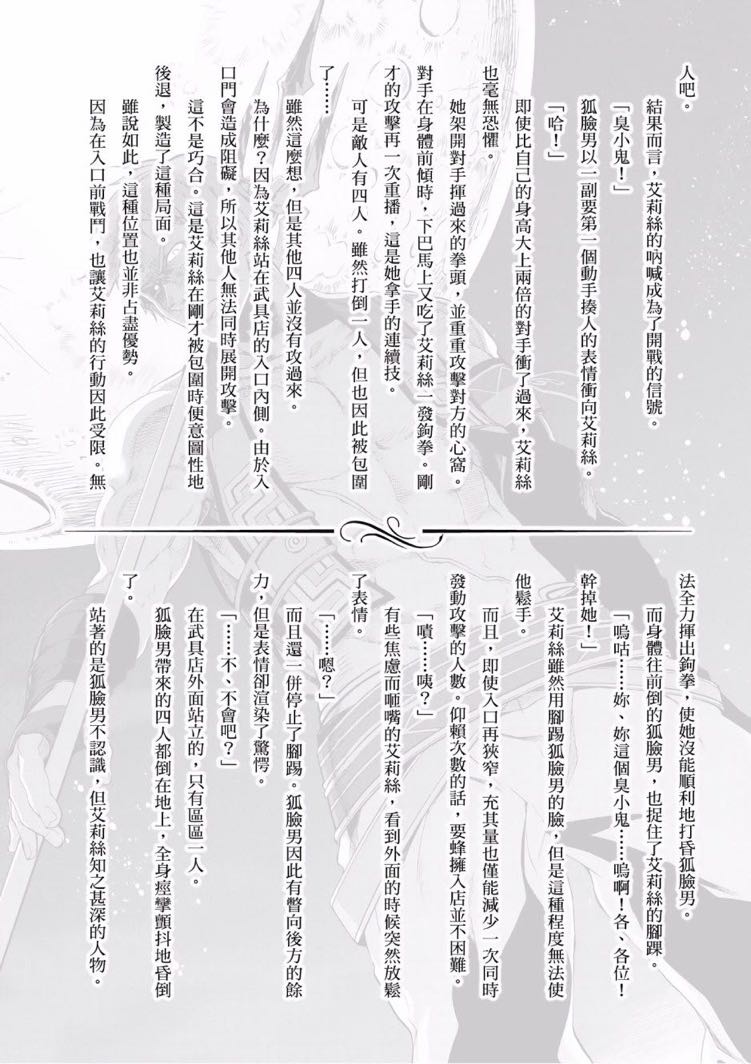 人吧。
結果而言，艾莉絲的吶喊成為了開戰的信號。
「臭小鬼！」
狐臉男以一副要第一個動手揍人的表情衝向艾莉絲。
「哈！」
即使比自己的身高大上兩倍的對手衝了過來，艾莉絲
也毫無恐懼。
她架開對手揮過來的拳頭，並重重攻擊對方的心窩。
對手在身體前傾時，下巴馬上又吃了艾莉絲一發鉤拳。剛
才的攻擊再一次重播，這是她拿手的連續技。
可是敵人有四人。雖然打倒一人，但也因此被包圍
了……
雖然這麼想，但是其他四人並沒有攻過來。
為什麼？因為艾莉絲站在武具店的入口內側。由於入
口門會造成阻礙，所以其他人無法同時展開攻擊。
這不是巧合。這是艾莉絲在剛才被包圍時便意圖性地
後退，製造了這種局面。
雖說如此，這種位置也並非占盡優勢。
因為在入口前戰鬥，也讓艾莉絲的行動因此受限。無
法全力揮出鉤拳，使她沒能順利地打昏狐臉男。
而身體往前倒的狐臉男，也捉住了艾莉絲的腳踝。
「嗚咕……妳、妳這個臭小鬼……嗚啊！各、各位！
幹掉她！」
艾莉絲雖然用腳踢狐臉男的臉，但是這種程度無法使
他鬆手。
而且，即使入口再狹窄，充其量也僅能減少一次同時
發動攻擊的人數。仰賴次數的話，要蜂擁入店並不困難。
「嘖……咦？」
有些焦慮而咂嘴的艾莉絲，看到外面的時候突然放鬆
了表情。
「……嗯？」
而且還一併停止了腳踢。狐臉男因此有瞥向後方的餘
力，但是表情卻渲染了驚愕。
「……不、不會吧？」
在武具店外面站立的，只有區區一人。
狐臉男帶來的四人都倒在地上，全身痙攣顫抖地昏倒
了。
站著的是狐臉男不認識，但艾莉絲知之甚深的人物。